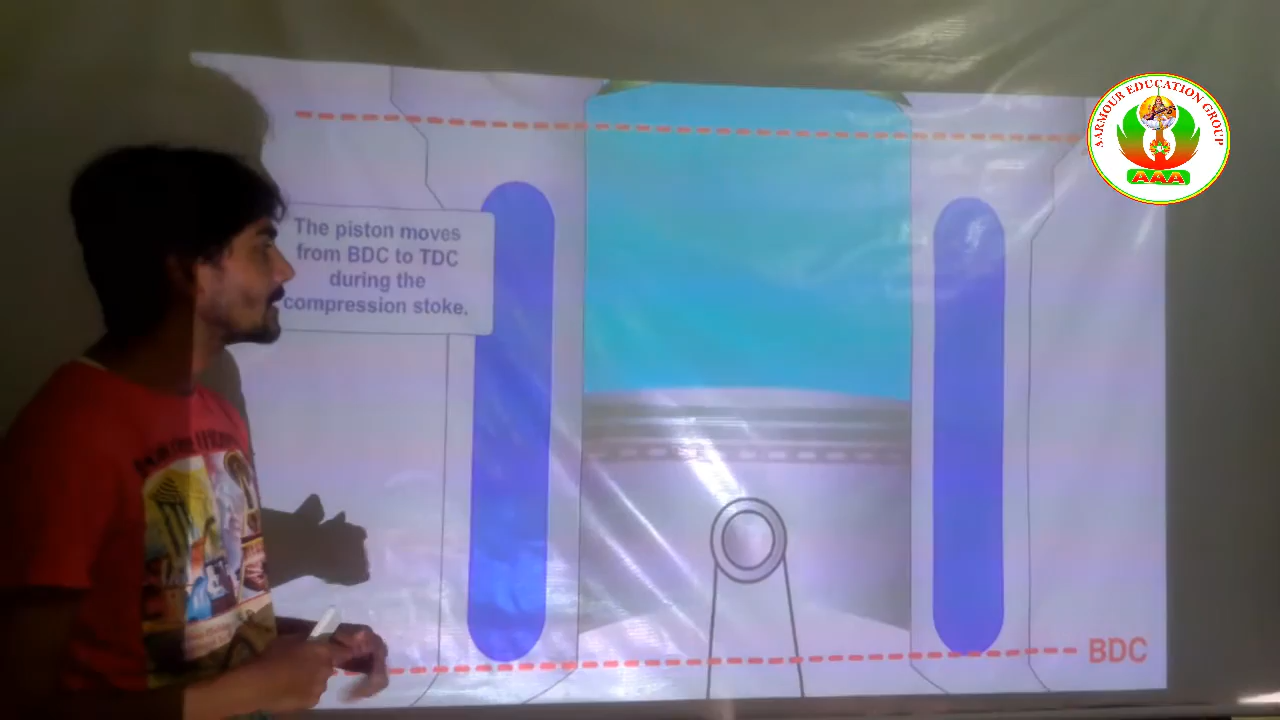 AARMOUR EDUCATION GROUP
AAA
The piston moves
from BDC to TDC
during the
compression stoke.
BDC